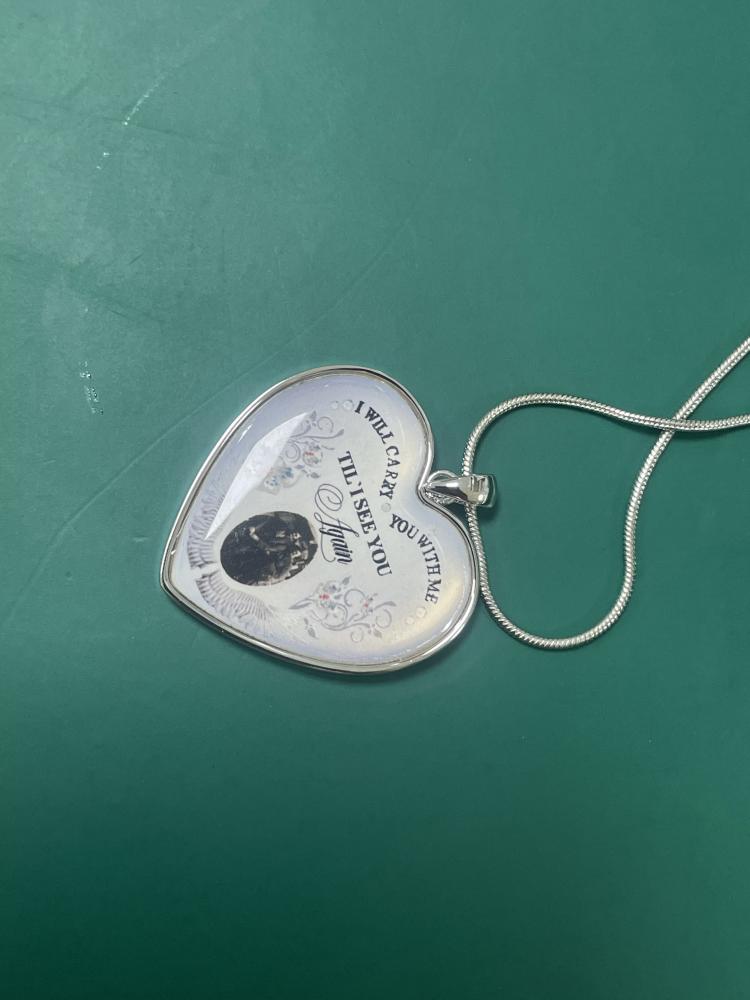 I WILL CARRY YOU WITH ME
TIL' I SEE YOU
Again